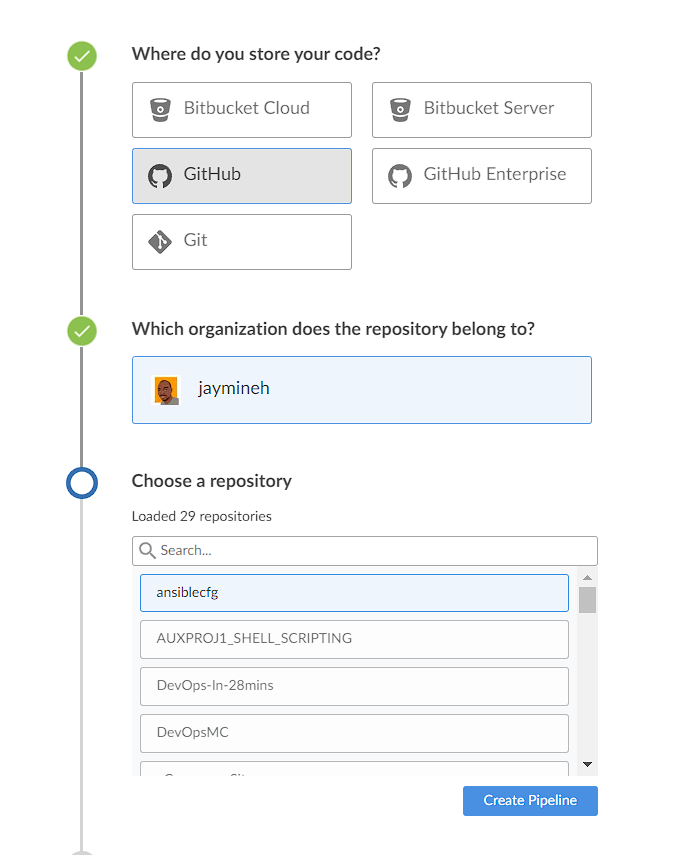 Where do you store your code?
Bitbucket Cloud
Bitbucket Server
GitHub
GitHub Enterprise
Git
Which organization does the repository belong to?
jaymineh
Choose a repository
Loaded 29 repositories
Search...
ansiblecfg
AUXPROJ1_SHELL_SCRIPTING
DevOps-In-28mins
DevOpsMC
Create Pipeline